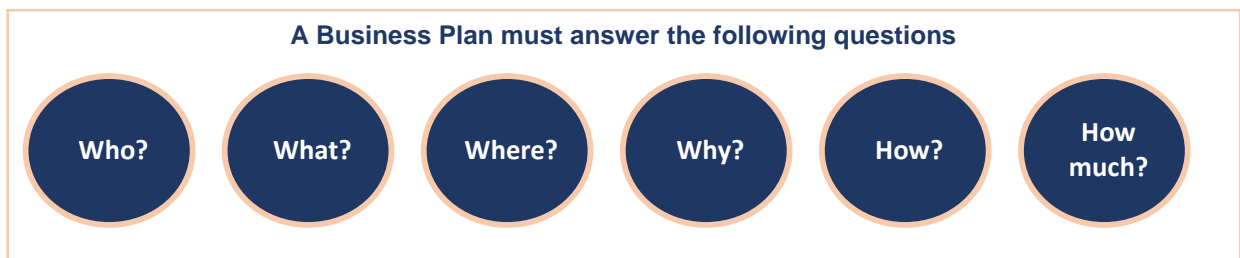 A Business Plan must answer the following questions
Who?
What?
Where?
Why?
How?
How
much?